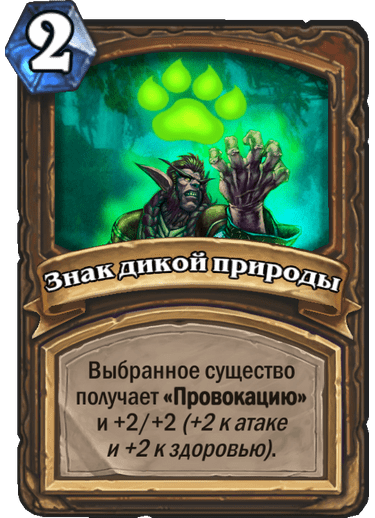 2
Знак дикой природы
Выбранное существо
получает «Провокацию»
и +2/+2 (+2 к атаке
и +2 к здоровью).